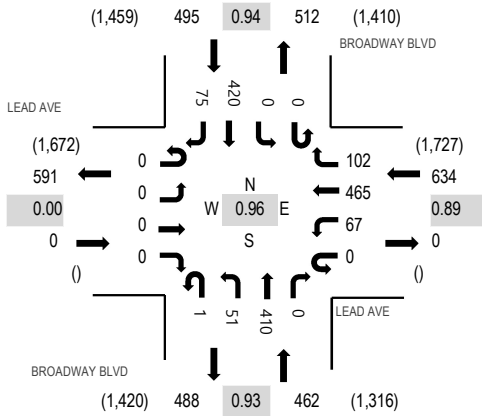 (1,459) 495 0.94 512 (1,410)
BROADWAY BLVD
75 420 0 0
LEAD AVE
(1,672) (1,727)
0 102
591 634
0 465
N
0.00 W 0.96 E 0.89
0 67
S
0 0
0 0
() ()
1 51 410 0
LEAD AVE
BROADWAY BLVD
(1,420) 488 0.93 462 (1,316)